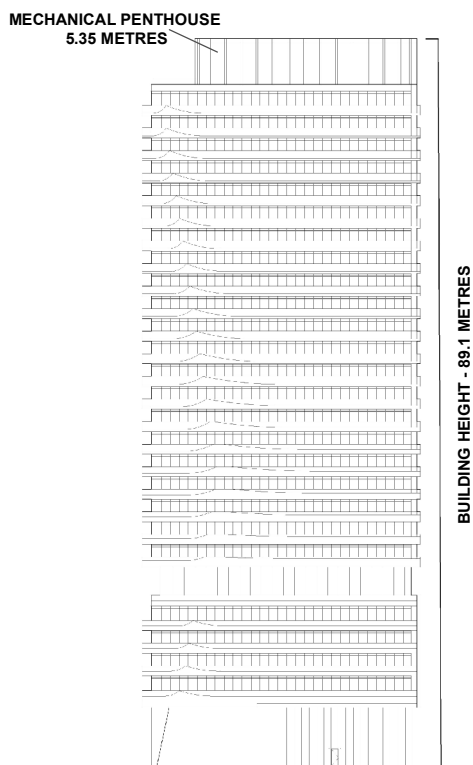 MECHANICAL PENTHOUSE
5.35 METRES
BUILDING HEIGHT - 89.1 METRES